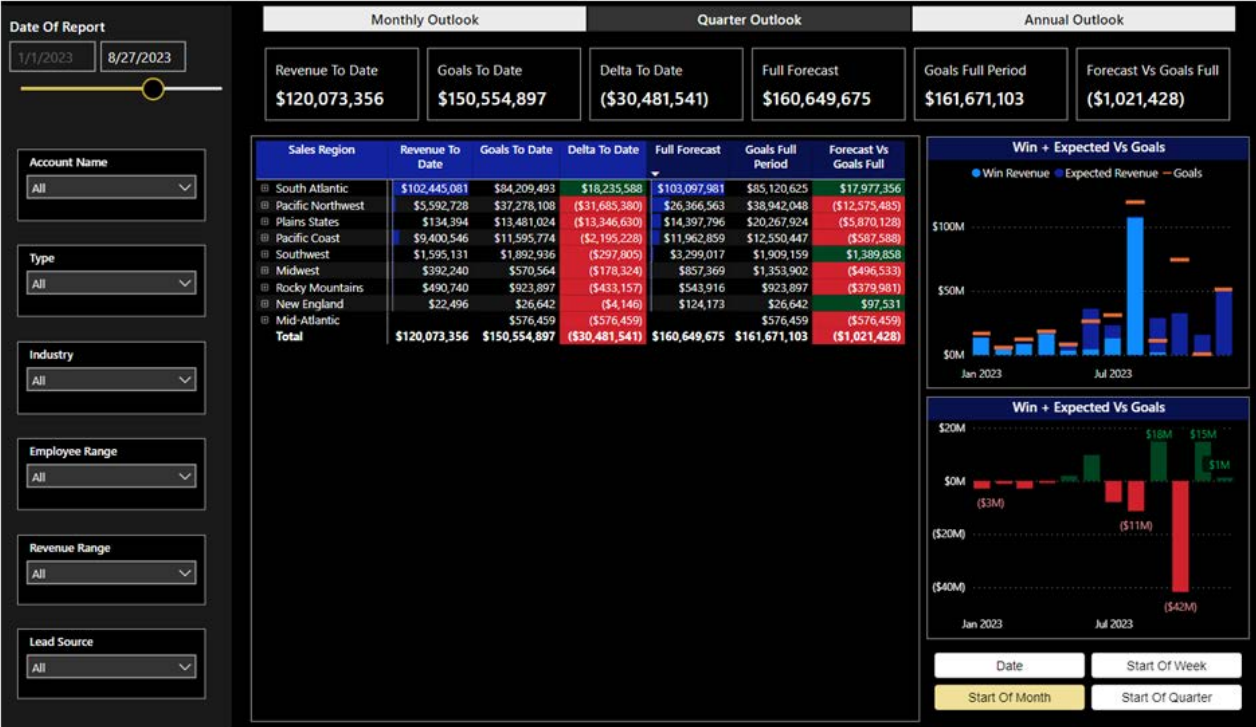 Date Of Report
1/1/2023 8/27/2023
Account Name
All
Type
All
Industry
All
Employee Range
All
Revenue Range
All
Lead Source
All
Monthly Outlook Quarter Outlook Annual Outlook
Revenue To Date Goals To Date Delta To Date Full Forecast Goals Full Period Forecast Vs Goals Full
$120,073,356 $150,554,897 ($30,481,541) $160,649,675 $161,671,103 ($1,021,428)
Sales Region Revenue To Date Goals To Date Delta To Date Full Forecast Goals Full Period Forecast Vs Goals Full
South Atlantic $102,445,081 $84,209,493 $18,235,588 $103,097,981 $85,120,625 $17,977,356
Pacific Northwest $5,592,728 $37,278,108 ($31,685,380) $26,366,563 $38,942,048 ($12,575,485)
Plains States $134,394 $13,481,024 ($13,346,630) $14,397,796 $20,267,924 ($5,870,128)
Pacific Coast $9,400,546 $11,595,774 ($2,195,228) $11,962,859 $12,550,447 ($587,588)
Southwest $1,595,131 $1,892,936 ($297,805) $3,299,017 $1,909,159 $1,389,858
Midwest $392,240 $570,564 ($178,324) $857,369 $1,353,902 ($496,533)
Rocky Mountains $490,740 $923,897 ($433,157) $543,916 $923,897 ($379,981)
New England $22,496 $26,642 ($4,146) $124,173 $26,642 $97,531
Mid-Atlantic $576,459 ($576,459) $576,459 ($576,459)
Total $120,073,356 $150,554,897 ($30,481,541) $160,649,675 $161,671,103 ($1,021,428)
Win + Expected Vs Goals
Win Revenue Expected Revenue Goals
$100M
$50M
$0M
Jan 2023 Jul 2023
Win + Expected Vs Goals
$20M
$18M $15M
$1M
$0M
($3M)
($11M)
($20M)
($40M)
($42M)
Jan 2023 Jul 2023
Date Start Of Week
Start Of Month Start Of Quarter